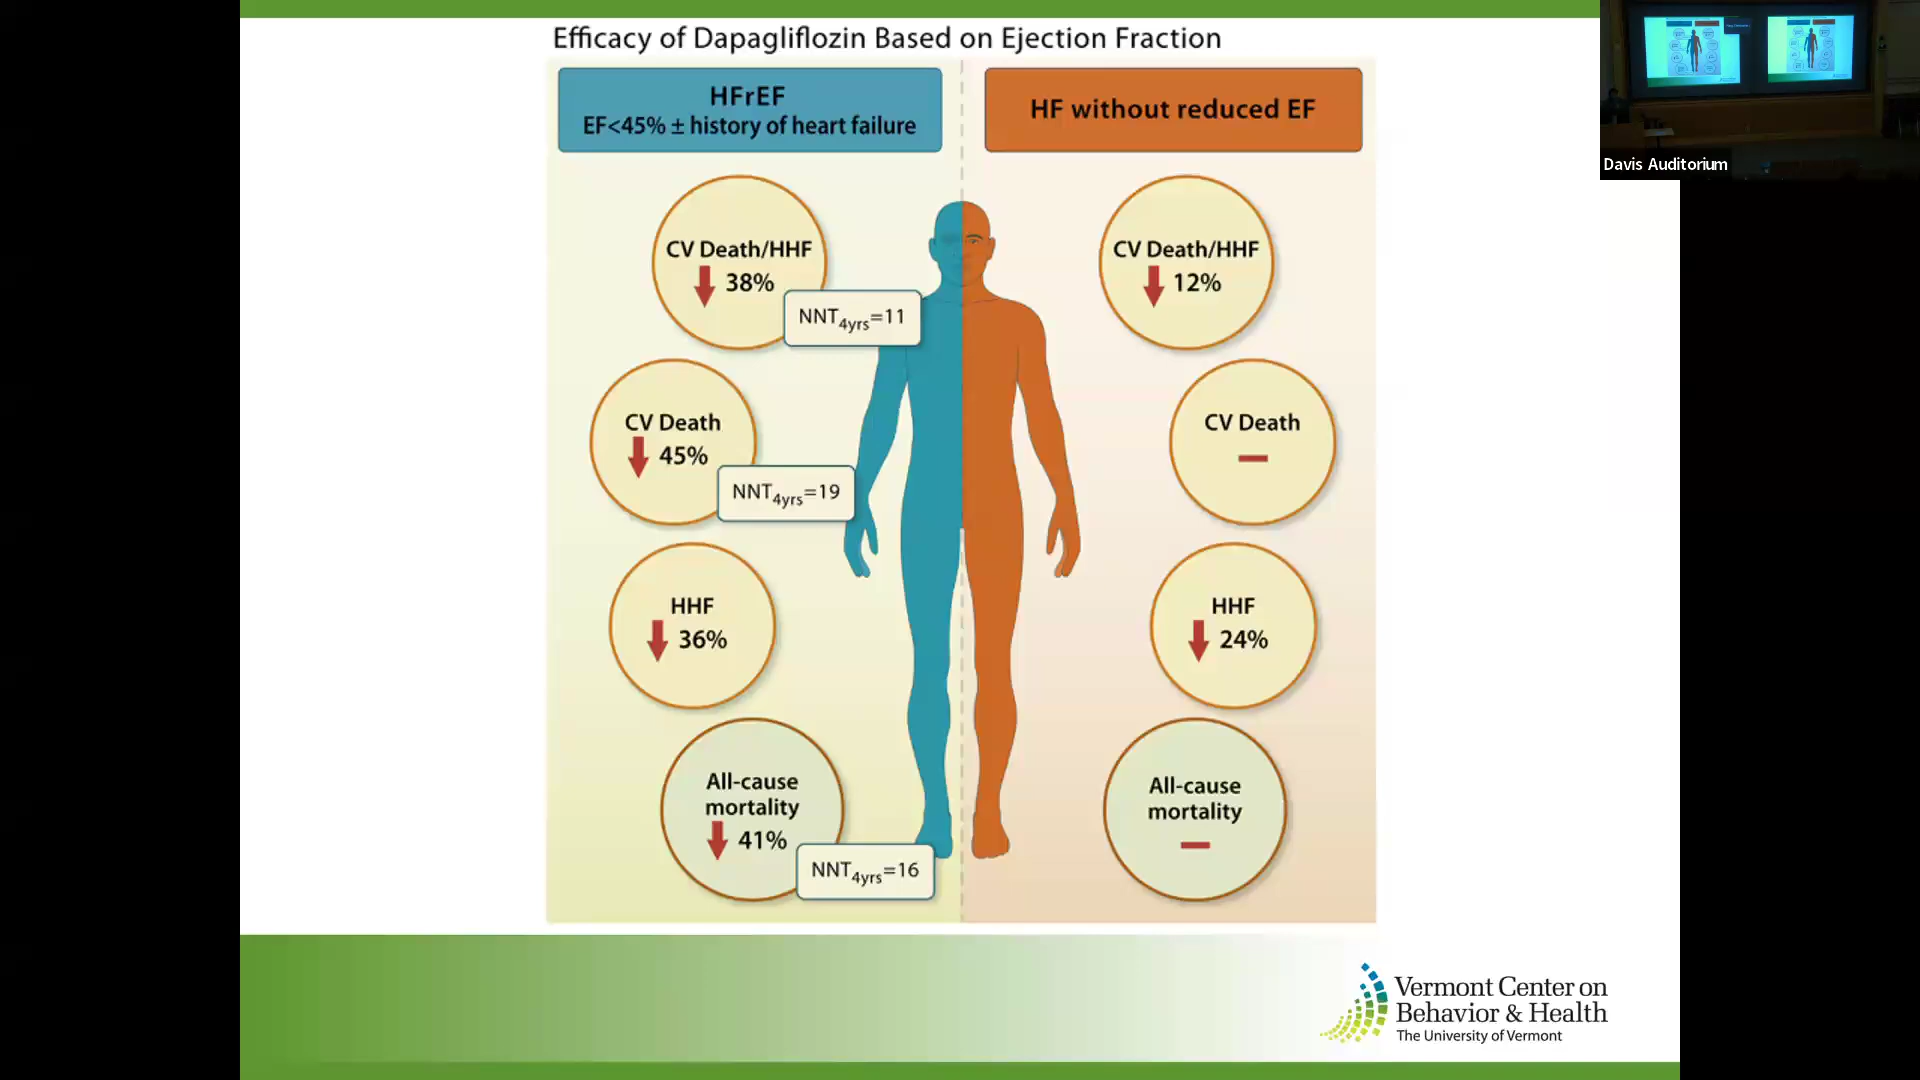 Efficacy of Dapagliflozin Based on Ejection Fraction
HFrEF
EF<45% ± history of heart failure
HF without reduced EF
CV Death/HHF
38%
NNT4yrs=11
CV Death
45%
NNT4yrs=19
HHF
36%
All-cause
mortality
41%
NNT4yrs=16
CV Death/HHF
12%
CV Death
HHF
24%
All-cause
mortality
Davis Auditorium
Vermont Center on
Behavior & Health
The University of Vermont